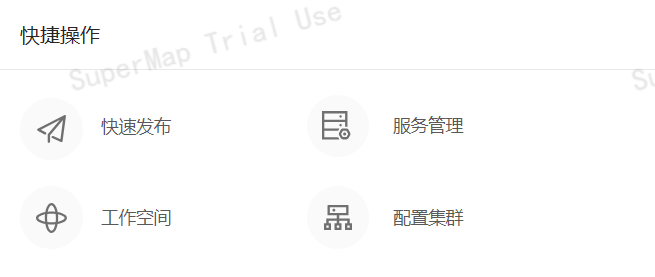 快捷操作
SuperMap Trial Use
快速发布
服务管理
工作空间
配置集群